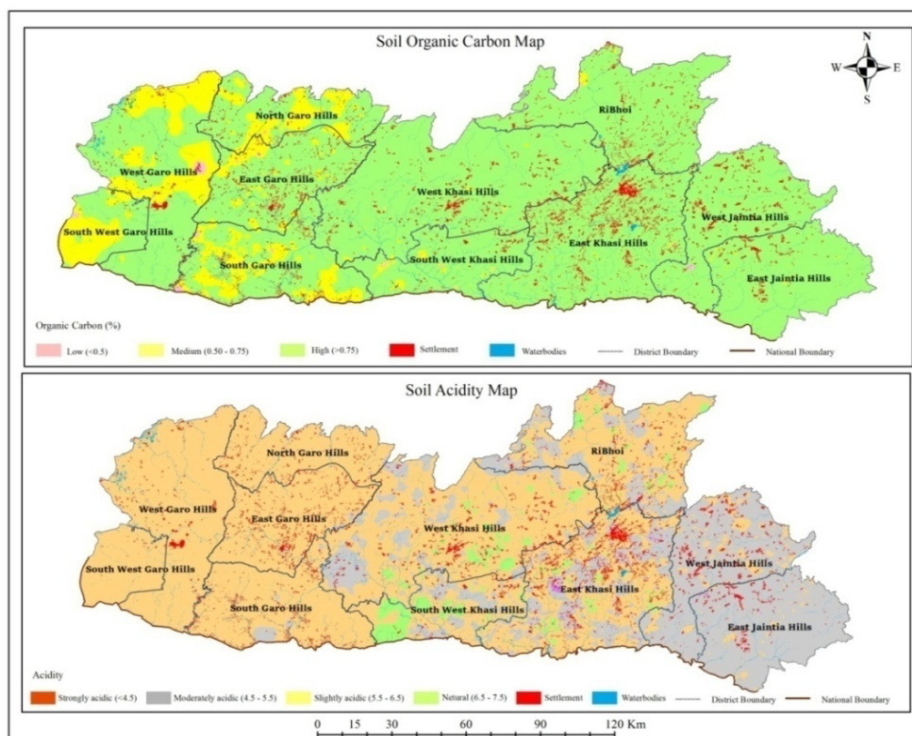 Soil Organic Carbon Map
N
W E
S
RiBhoi
North Garo Hills
West Garo Hills
East Garo Hills
West Khasi Hills
West Jaintia Hills
South West Garo Hills
East Khasi Hills
South Garo Hills
South West Khasi Hills
East Jaintia Hills
Organic Carbon (%)
Low (<0.5) Medium (0.50 - 0.75) High (>0.75) Settlement Waterbodies District Boundary National Boundary
Soil Acidity Map
RiBhoi
North Garo Hills
West Garo Hills
East Garo Hills
West Khasi Hills
West Jaintia Hills
South West Garo Hills
East Khasi Hills
South Garo Hills
South West Khasi Hills
East Jaintia Hills
Acidity
Strongly acidic (<4.5) Moderately acidic (4.5 - 5.5) Slightly acidic (5.5 - 6.5) Netural (6.5 - 7.5) Settlement Waterbodies District Boundary National Boundary
0 15 30 60 90 120 Km